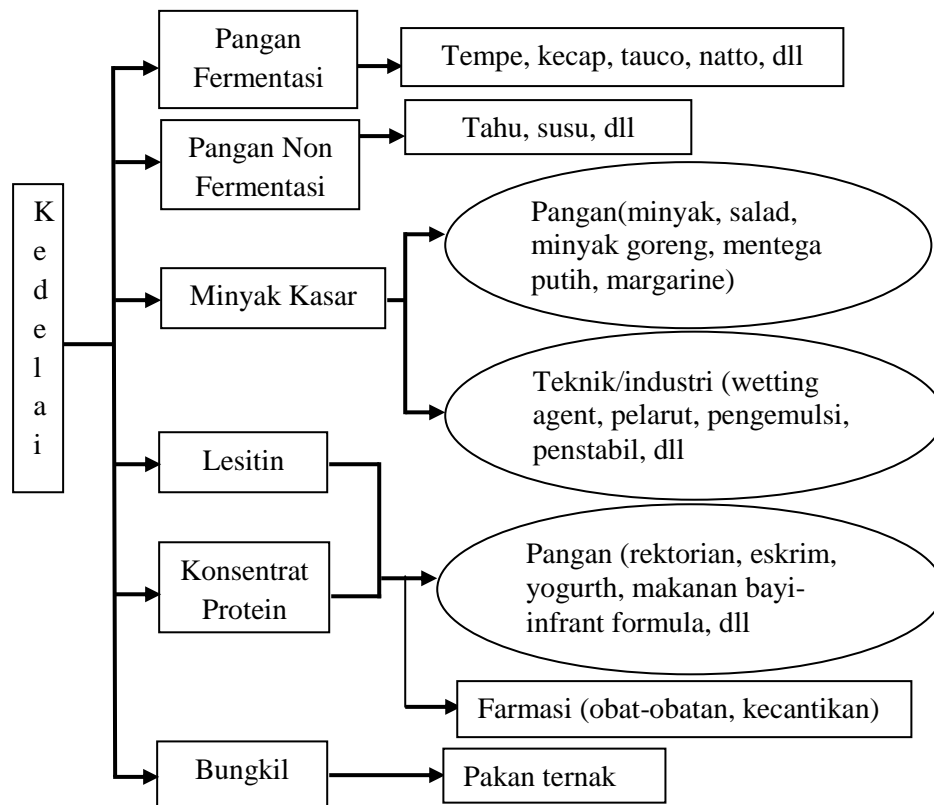 Kedelai
Pangan
Fermentasi
Tempe, kecap, tauco, natto, dll
Pangan Non
Fermentasi
Tahu, susu, dll
Minyak Kasar
Pangan(minyak, salad,
minyak goreng, mentega
putih, margarine)
Teknik/industri (wetting
agent, pelarut, pengemulsi,
penstabil, dll
Lesitin
Konsentrat
Protein
Pangan (rektorian, eskrim,
yogurth, makanan bayi-
infrant formula, dll
Farmasi (obat-obatan, kecantikan)
Bungkil
Pakan ternak